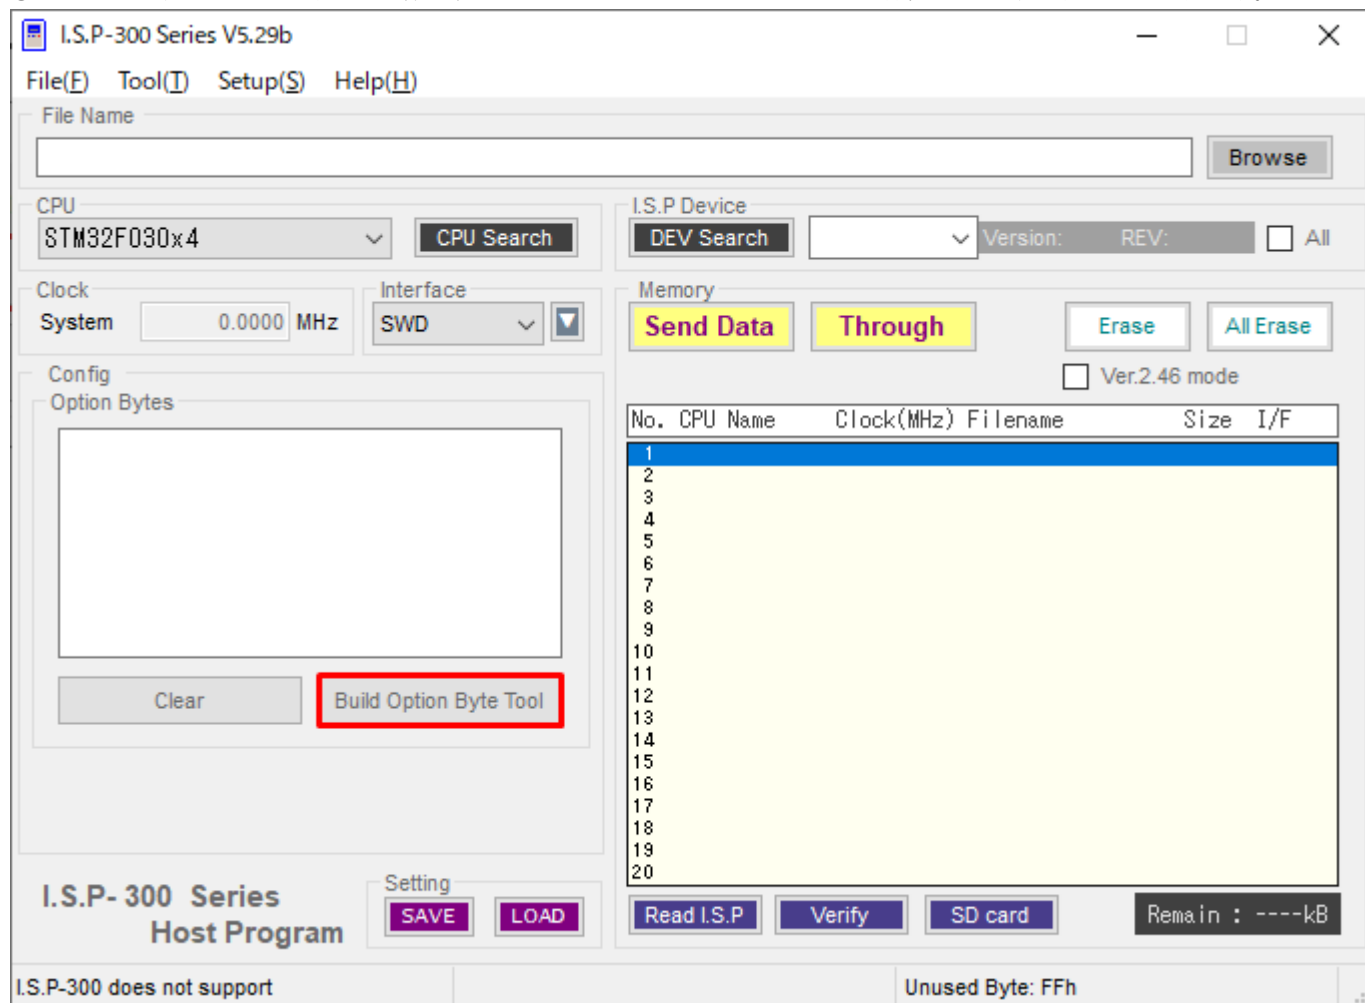 I.S.P-300 Series V5.29b
File(F) Tool(T) Setup(S) Help(H)
File Name
Browse
CPU
STM32F030x4
CPU Search
I.S.P Device
DEV Search
Version: REV:
All
Clock
System 0.0000 MHz
Interface
SWD
Memory
Send Data
Through
Erase
All Erase
Ver.2.46 mode
Config
Option Bytes
Clear
Build Option Byte Tool
No. CPU Name Clock(MHz) Filename Size I/F
1
2
3
4
5
6
7
8
9
10
11
12
13
14
15
16
17
18
19
20
I.S.P- 300 Series
Host Program
Setting
SAVE
LOAD
Read I.S.P
Verify
SD card
Remain : ----kB
I.S.P-300 does not support
Unused Byte: FFh